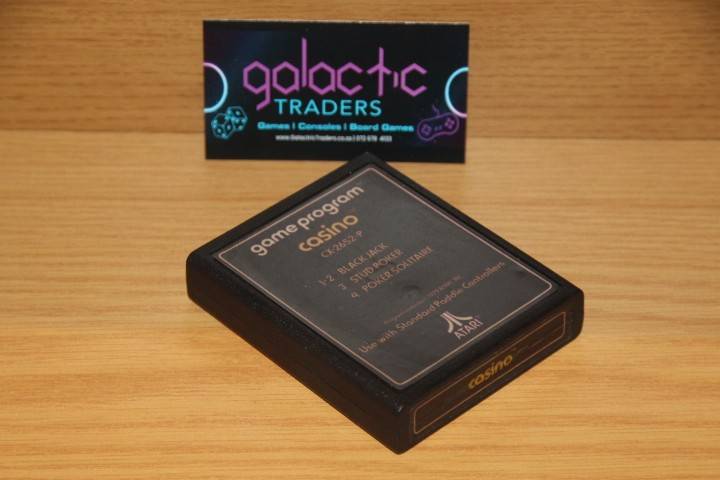 galactic
TRADERS
Games | Consoles | Board Games
game program
casino
CX-2652-P
1-2 BLACK JACK
3 STUD POKER
4 POKER SOLITAIRE
Use with Standard Paddle Controllers
ATARI
casino